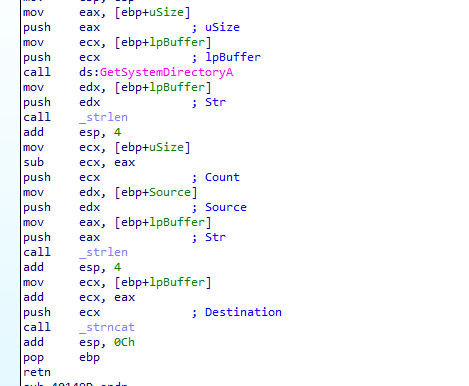 mov eax, [ebp+uSize]
push eax ; uSize
mov ecx, [ebp+lpBuffer]
push ecx ; lpBuffer
call ds:GetSystemDirectoryA
mov edx, [ebp+lpBuffer]
push edx ; Str
call _strlen
add esp, 4
mov ecx, [ebp+uSize]
sub ecx, eax
push ecx ; Count
mov edx, [ebp+Source]
push edx ; Source
mov eax, [ebp+lpBuffer]
push eax ; Str
call _strlen
add esp, 4
mov ecx, [ebp+lpBuffer]
add ecx, eax
push ecx ; Destination
call _strncat
add esp, 0Ch
pop ebp
retn